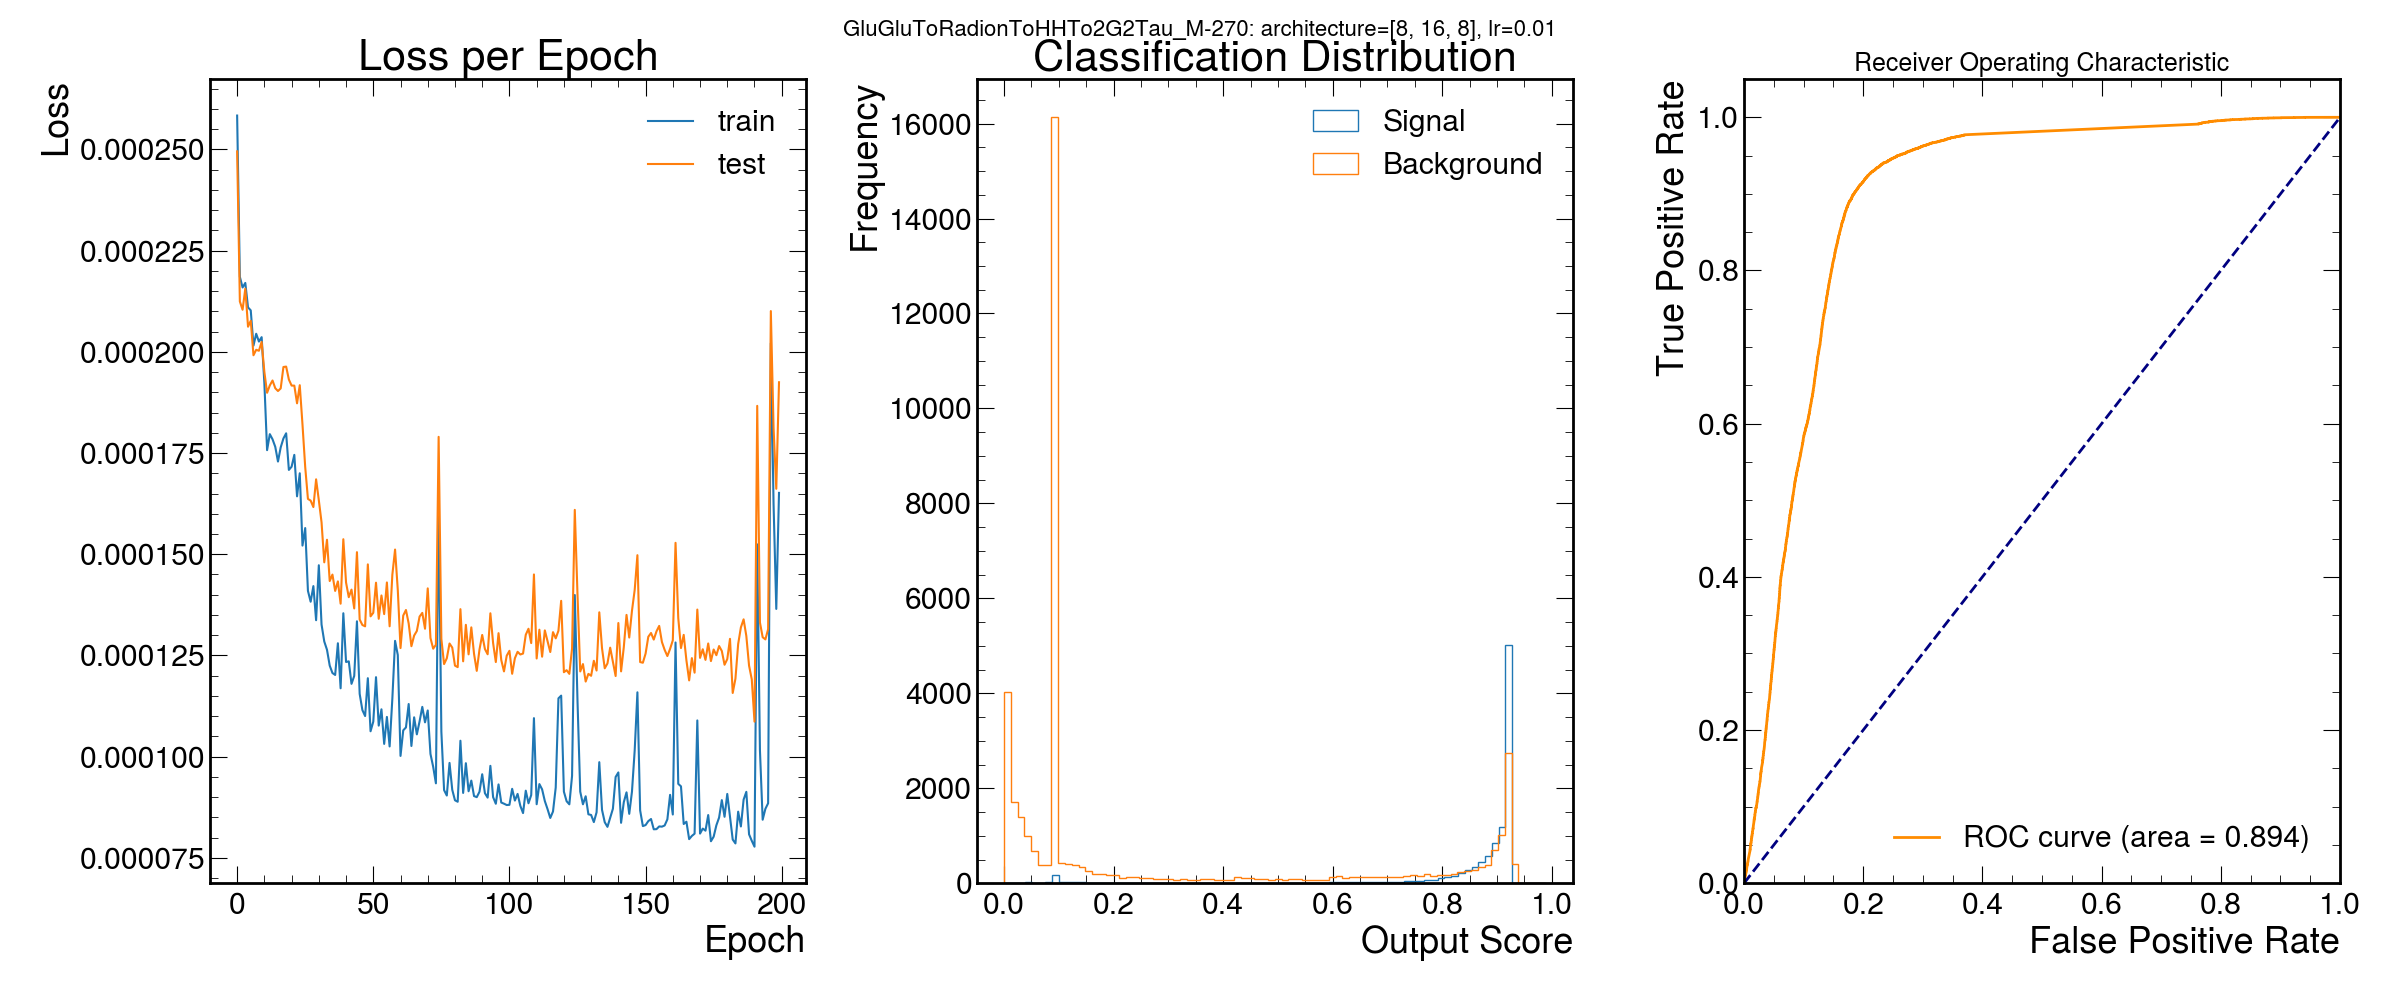 GluGluToRadionToHHTo2G2Tau_M-270: architecture=[8, 16, 8], lr=0.01
Loss per Epoch
Loss
0.000250
0.000225
0.000200
0.000175
0.000150
0.000125
0.000100
0.000075
train
test
0 50 100 150 200
Epoch
Classification Distribution
Frequency
16000
14000
12000
10000
8000
6000
4000
2000
0
Signal
Background
0.0 0.2 0.4 0.6 0.8 1.0
Output Score
Receiver Operating Characteristic
True Positive Rate
1.0
0.8
0.6
0.4
0.2
0.0
ROC curve (area = 0.894)
0.0 0.2 0.4 0.6 0.8 1.0
False Positive Rate